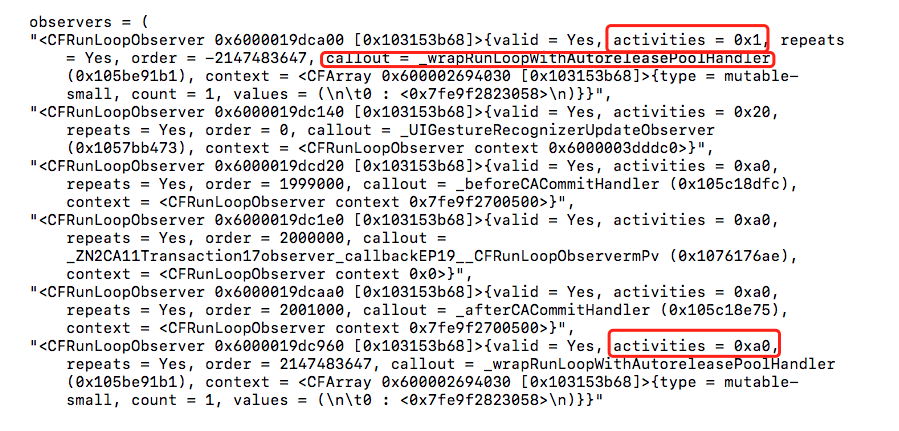 observers = (
"<CFRunLoopObserver 0x6000019dca00 [0x103153b68]>{valid = Yes, activities = 0x1, repeats
= Yes, order = -2147483647, callout = _wrapRunLoopWithAutoreleasePoolHandler
(0x105be91b1), context = <CFArray 0x600002694030 [0x103153b68]>{type = mutable-
small, count = 1, values = (\n\t0 : <0x7fe9f2823058>\n)}}",
"<CFRunLoopObserver 0x6000019dc140 [0x103153b68]>{valid = Yes, activities = 0x20,
repeats = Yes, order = 0, callout = _UIGestureRecognizerUpdateObserver
(0x1057bb473), context = <CFRunLoopObserver context 0x6000003dddc0>}",
"<CFRunLoopObserver 0x6000019dcd20 [0x103153b68]>{valid = Yes, activities = 0xa0,
repeats = Yes, order = 1999000, callout = _beforeCACommitHandler (0x105c18dfc),
context = <CFRunLoopObserver context 0x7fe9f2700500>}",
"<CFRunLoopObserver 0x6000019dc1e0 [0x103153b68]>{valid = Yes, activities = 0xa0,
repeats = Yes, order = 2000000, callout =
_ZN2CA11Transaction17observer_callbackEP19__CFRunLoopObservermPv (0x1076176ae),
context = <CFRunLoopObserver context 0x0>}",
"<CFRunLoopObserver 0x6000019dcaa0 [0x103153b68]>{valid = Yes, activities = 0xa0,
repeats = Yes, order = 2001000, callout = _afterCACommitHandler (0x105c18e75),
context = <CFRunLoopObserver context 0x7fe9f2700500>}",
"<CFRunLoopObserver 0x6000019dc960 [0x103153b68]>{valid = Yes, activities = 0xa0,
repeats = Yes, order = 2147483647, callout = _wrapRunLoopWithAutoreleasePoolHandler
(0x105be91b1), context = <CFArray 0x600002694030 [0x103153b68]>{type = mutable-
small, count = 1, values = (\n\t0 : <0x7fe9f2823058>\n)}}"